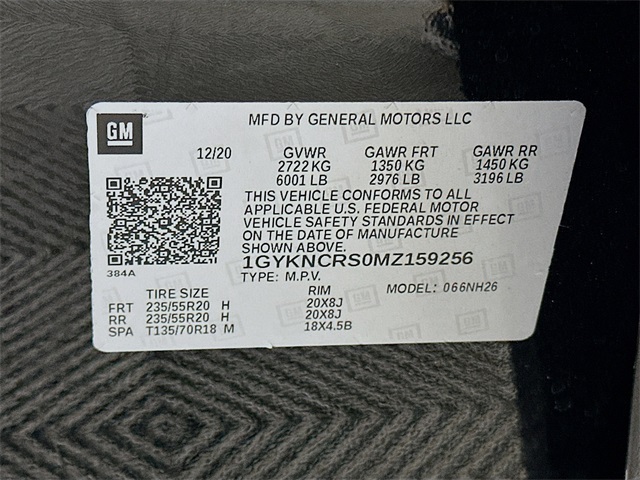 GM
MFD BY GENERAL MOTORS LLC
12/20 GVWR GAWR FRT GAWR RR
2722 KG 1350 KG 1450 KG
6001 LB 2976 LB 3196 LB
THIS VEHICLE CONFORMS TO ALL
APPLICABLE U.S. FEDERAL MOTOR
VEHICLE SAFETY STANDARDS IN EFFECT
ON THE DATE OF MANUFACTURE
SHOWN ABOVE.
384A
1GYKNCRS0MZ159256
TYPE: M.P.V. MODEL: 066NH26
TIRE SIZE RIM
FRT 235/55R20 H 20X8J
RR 235/55R20 H 20X8J
SPA T135/70R18 M 18X4.5B